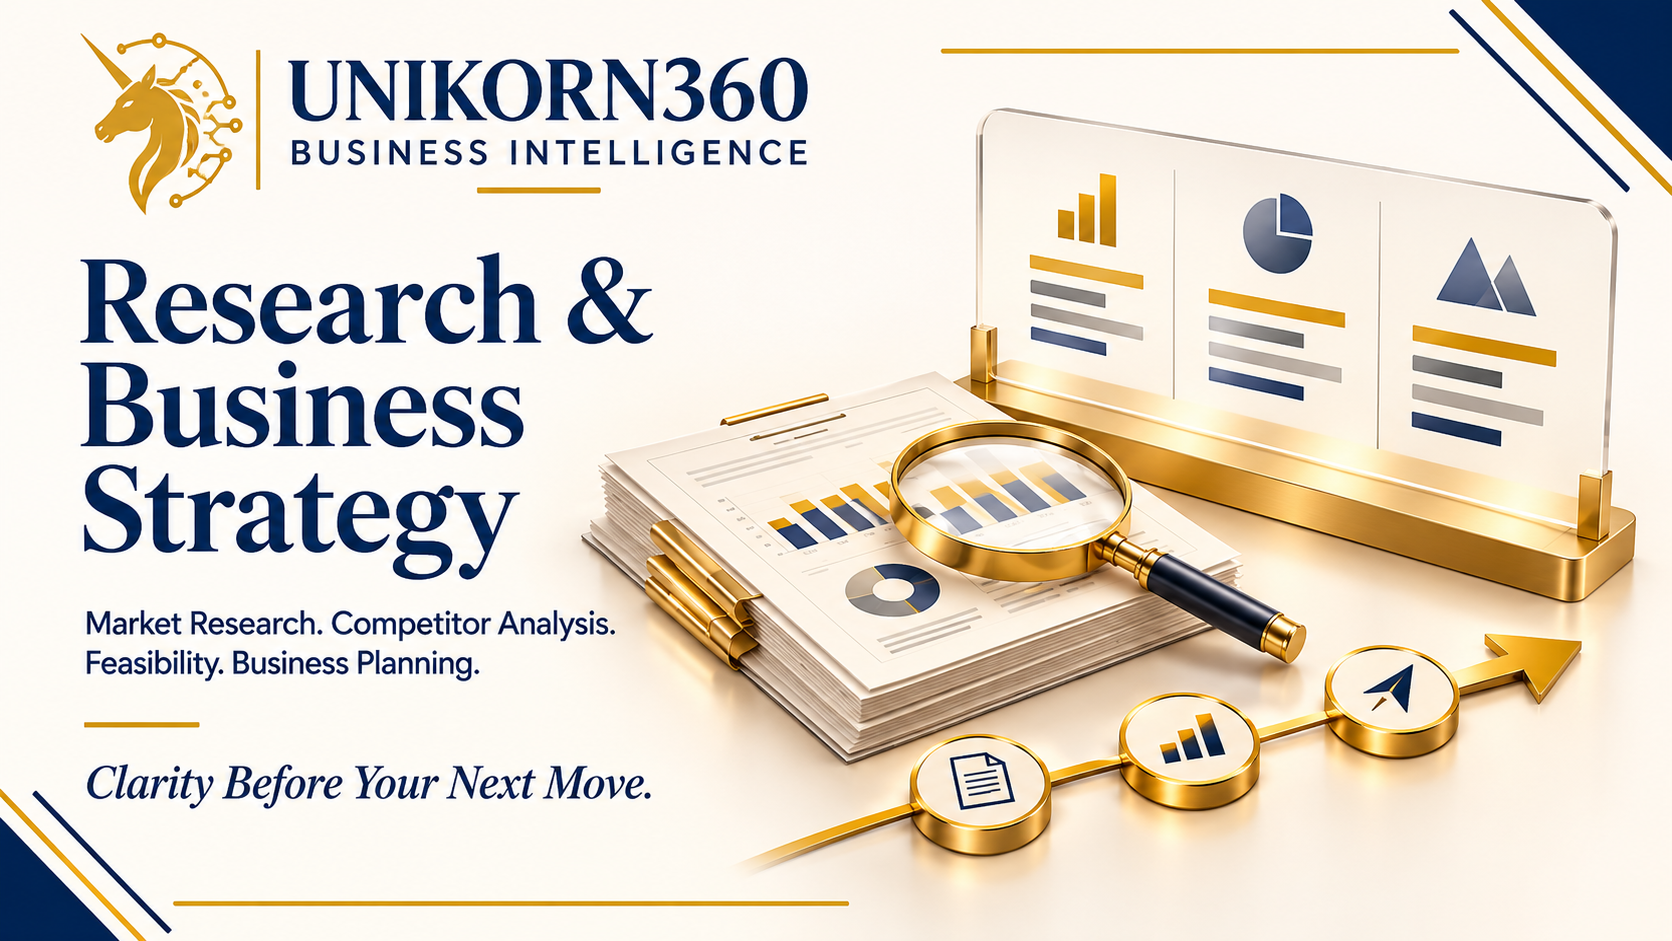 UNIKORN360
BUSINESS INTELLIGENCE
Research &
Business
Strategy
Market Research. Competitor Analysis.
Feasibility. Business Planning.
Clarity Before Your Next Move.